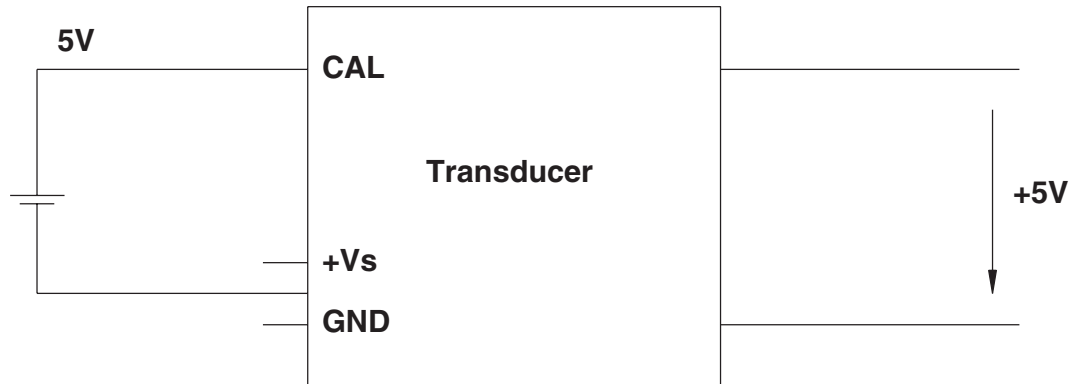 5V
CAL
Transducer
+5V
+Vs
GND